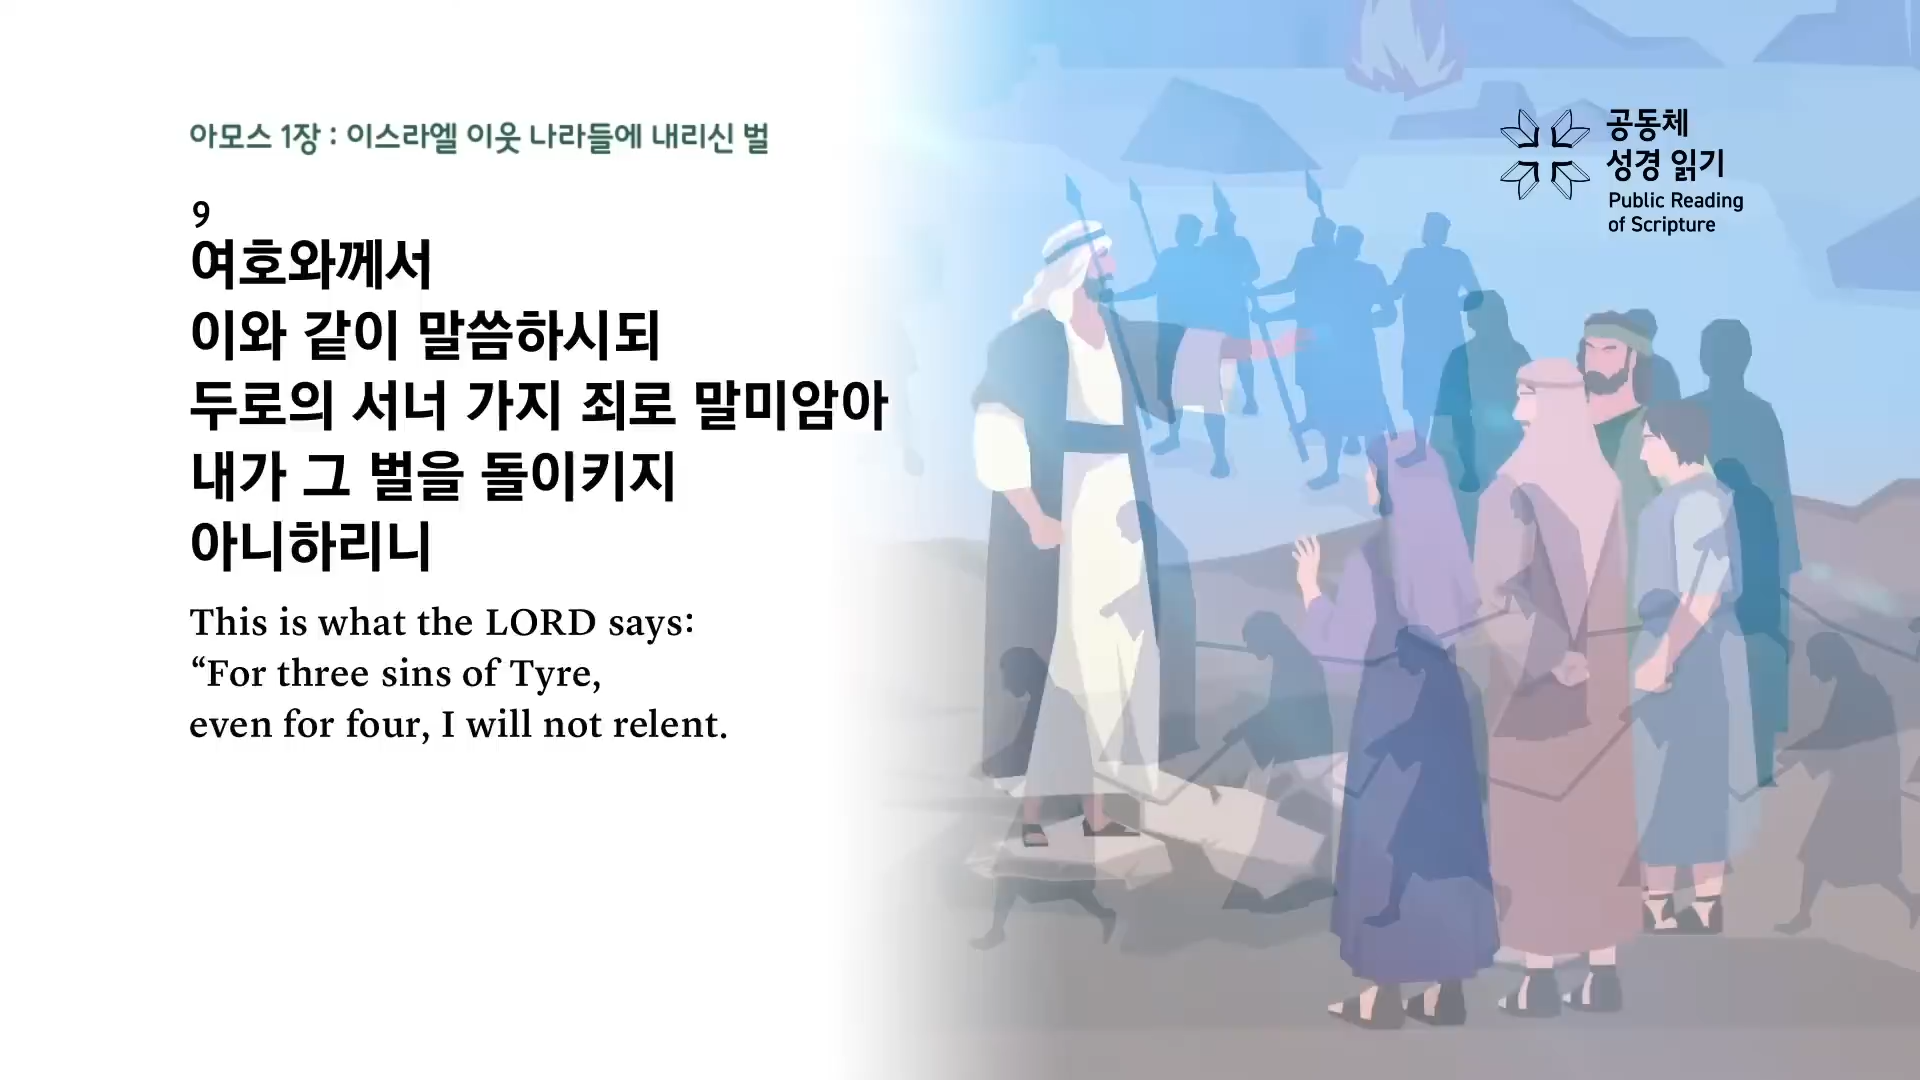 아모스 1장 : 이스라엘 이웃 나라들에 내리신 벌
9
여호와께서
이와 같이 말씀하시되
두로의 서너 가지 죄로 말미암아
내가 그 벌을 돌이키지
아니하리니
This is what the LORD says:
“For three sins of Tyre,
even for four, I will not relent.
공동체
성경 읽기
Public Reading
of Scripture